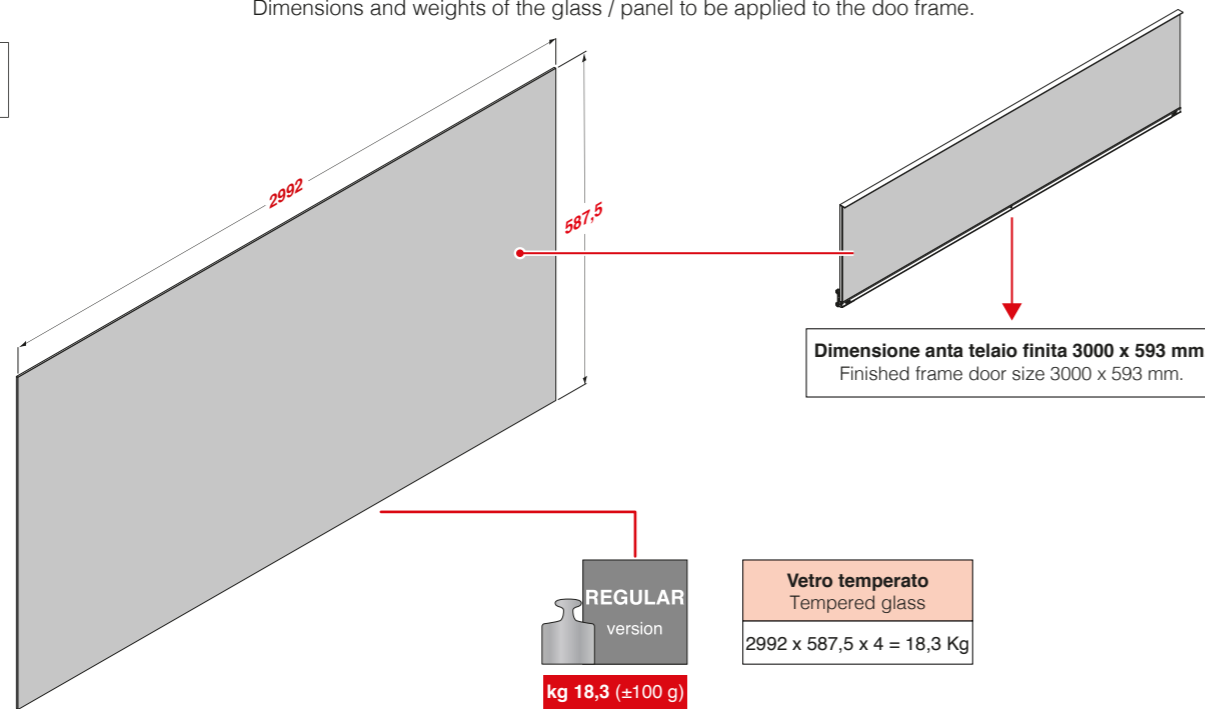 Dimensions and weights of the glass / panel to be applied to the doo frame.
2992
587,5
Dimensione anta telaio finita 3000 x 593 mm
Finished frame door size 3000 x 593 mm.
REGULAR
version
kg 18,3 (±100 g)
Vetro temperato
Tempered glass
2992 x 587,5 x 4 = 18,3 Kg